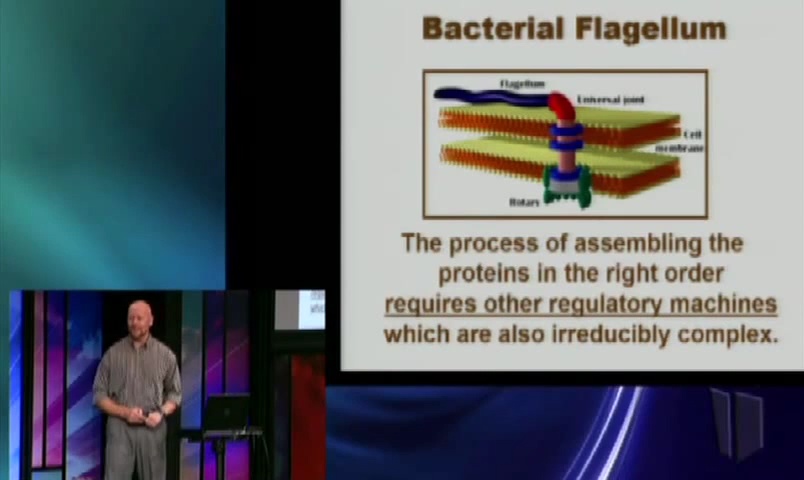 Bacterial Flagellum
Flagellum
Universal joint
Cell
membrane
Rotary
The process of assembling the
proteins in the right order
requires other regulatory machines
which are also irreducibly complex.